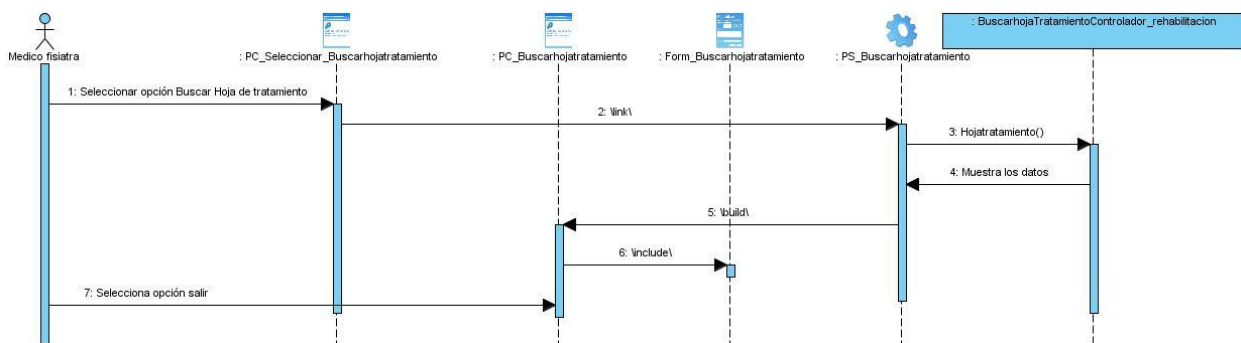 : BuscarhojaTratamientoControlador_rehabilitacion
Medico fisiatra
: PC_Seleccionar_Buscarhojatratamiento
: PC_Buscarhojatratamiento
: Form_Buscarhojatratamiento
: PS_Buscarhojatratamiento
1: Seleccionar opción Buscar Hoja de tratamiento
2: \link\
3: Hojatratamiento()
4: Muestra los datos
5: \build\
6: \include\
7: Selecciona opción salir